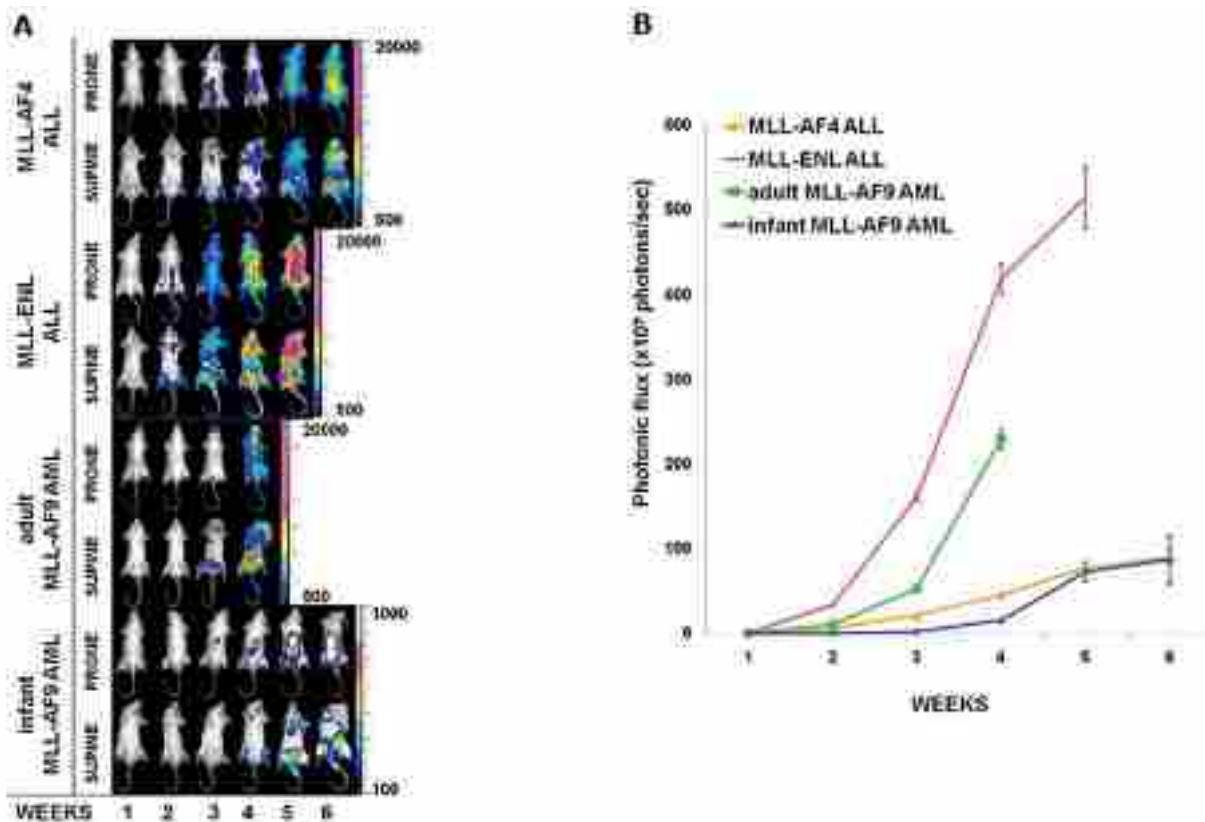 A
MLL-AF4
ALL
PRONE
SUPINE
20000
500
MLL-ENL
ALL
PRONE
SUPINE
20000
500
adult
MLL-AF9 AML
PRONE
SUPINE
20000
500
infant
MLL-AF9 AML
PRONE
SUPINE
1000
100
WEEKS 1 2 3 4 5 6
B
MLL-AF4 ALL
MLL-ENL ALL
adult MLL-AF9 AML
infant MLL-AF9 AML
Photonic flux photons/sec)
600
500
400
300
200
100
0
1 2 3 4 5 6
WEEKS